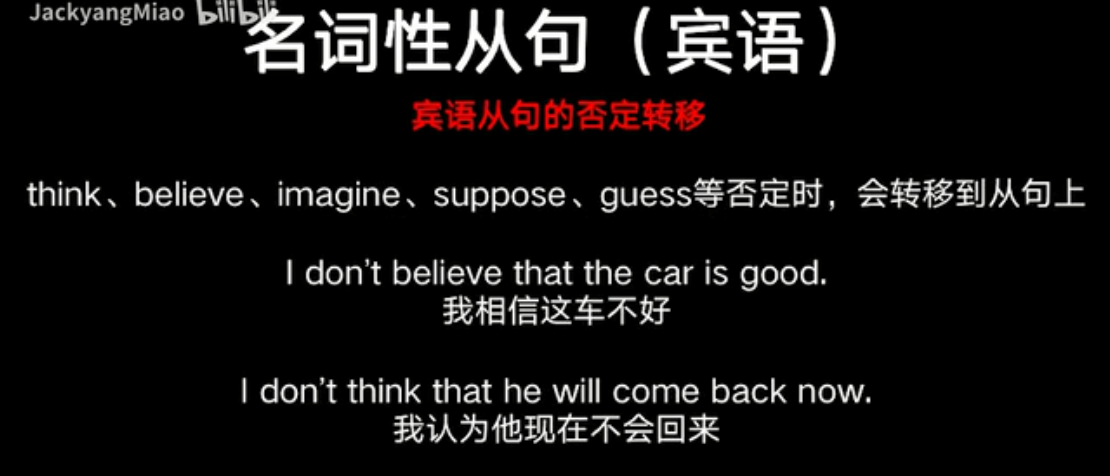 JackyangMiao bilibili
名词性从句（宾语）
宾语从句的否定转移
think、believe、imagine、suppose、guess等否定时，会转移到从句上
I don't believe that the car is good.
我相信这车不好
I don't think that he will come back now.
我认为他现在不会回来